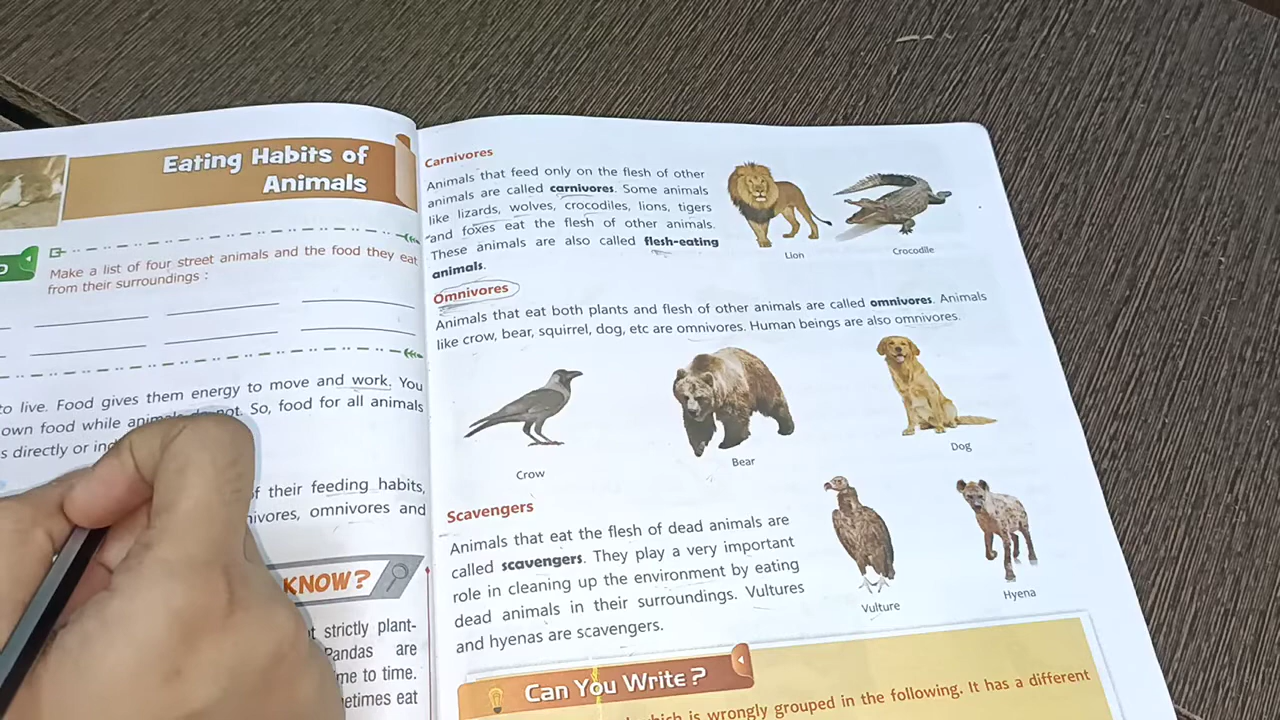 Eating Habits of
Animals
Make a list of four street animals and the food they eat
from their surroundings :
to live. Food gives them energy to move and work. You
own food while not. So, food for all animals
directly or
of their feeding habits,
omnivores and
KNOW?
strictly plant-
Pandas are
me to time.
eat
Carnivores
Animals that feed only on the flesh of other
animals are called carnivores. Some animals
like lizards, wolves, crocodiles, lions, tigers
and foxes eat the flesh of other animals.
These animals are also called flesh-eating
animals.
Lion
Crocodile
Omnivores
Animals that eat both plants and flesh of other animals are called omnivores. Animals
like crow, bear, squirrel, dog, etc are omnivores. Human beings are also omnivores.
Crow
Bear
Dog
Scavengers
Animals that eat the flesh of dead animals are
called scavengers. They play a very important
role in cleaning up the environment by eating
dead animals in their surroundings. Vultures
and hyenas are scavengers.
Vulture
Hyena
Can You Write?
which is wrongly grouped in the following. It has a different